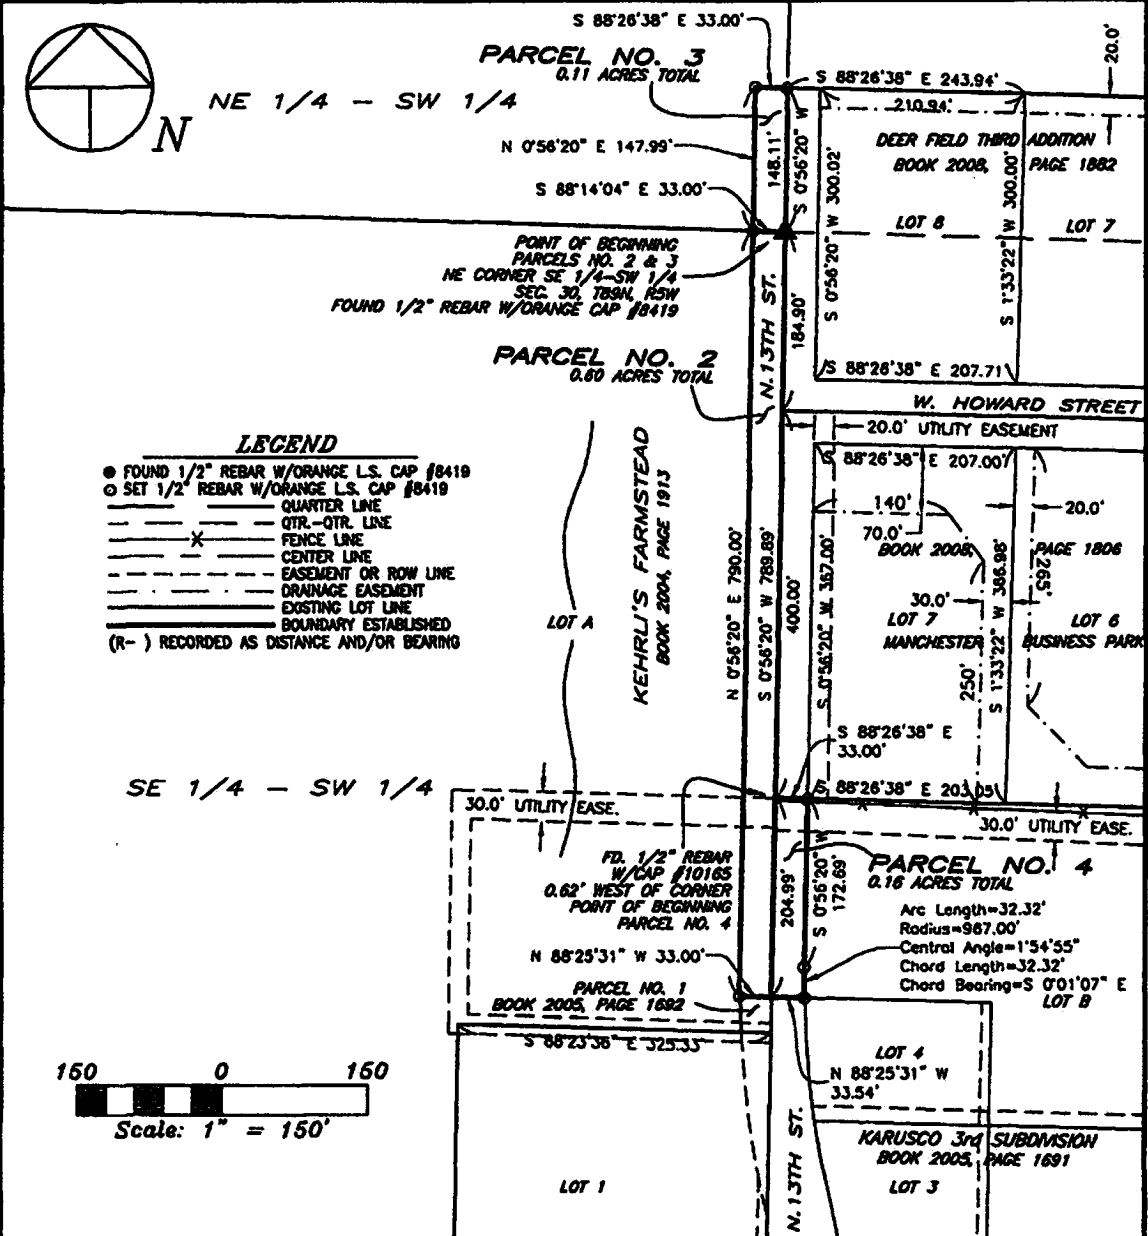 S 88°26'38" E 33.00'
PARCEL NO. 3
0.11 ACRES TOTAL
N
NE 1/4 - SW 1/4
N 0°56'20" E 147.99'
S 88°14'04" E 33.00'
148.11'
S 0°56'20" W
S 88°26'38" E 243.94'
210.94'
20.0'
DEER FIELD THIRD ADDITION
BOOK 2008, PAGE 1882
S 0°56'20" W 300.02'
S 1°33'22" W 300.00'
LOT 8
LOT 7
POINT OF BEGINNING
PARCELS NO. 2 & 3
NE CORNER SE 1/4-SW 1/4
SEC. 30, T89N, R5W
FOUND 1/2" REBAR W/ORANGE CAP #8419
N. 13TH ST.
184.90'
PARCEL NO. 2
0.60 ACRES TOTAL
S 88°26'38" E 207.71'
W. HOWARD STREET
20.0' UTILITY EASEMENT
LEGEND
FOUND 1/2" REBAR W/ORANGE L.S. CAP #8419
SET 1/2" REBAR W/ORANGE L.S. CAP #8419
QUARTER LINE
QTR.-QTR. LINE
FENCE LINE
CENTER LINE
EASEMENT OR ROW LINE
DRAINAGE EASEMENT
EXISTING LOT LINE
BOUNDARY ESTABLISHED
(R- ) RECORDED AS DISTANCE AND/OR BEARING
LOT A
KEHRLI'S FARMSTEAD
BOOK 2004, PAGE 1913
N 0°56'20" E 790.00'
S 0°56'20" W 789.89'
400.00'
S 0°56'20" W 367.00'
S 88°26'38" E 207.00'
140'
70.0'
20.0'
BOOK 2008, PAGE 1806
265'
30.0'
LOT 7
LOT 6
MANCHESTER BUSINESS PARK
250'
S 1°33'22" W 366.98'
S 88°26'38" E
33.00'
SE 1/4 - SW 1/4
S 88°26'38" E 203.05'
30.0' UTILITY EASE.
30.0' UTILITY EASE.
FD. 1/2" REBAR
W/CAP #10165
0.62' WEST OF CORNER
POINT OF BEGINNING
PARCEL NO. 4
204.99'
S 0°56'20" W
172.69'
PARCEL NO. 4
0.16 ACRES TOTAL
Arc Length=32.32'
Radius=967.00'
Central Angle=1°54'55"
Chord Length=32.32'
Chord Bearing=S 0°01'07" E
LOT B
N 88°25'31" W 33.00'
PARCEL NO. 1
BOOK 2005, PAGE 1692
S 88°23'36" E 325.33'
LOT 4
N 88°25'31" W
33.54'
150 0 150
Scale: 1" = 150'
N. 13TH ST.
KARUSCO 3rd SUBDIVISION
BOOK 2005, PAGE 1691
LOT 1
LOT 3